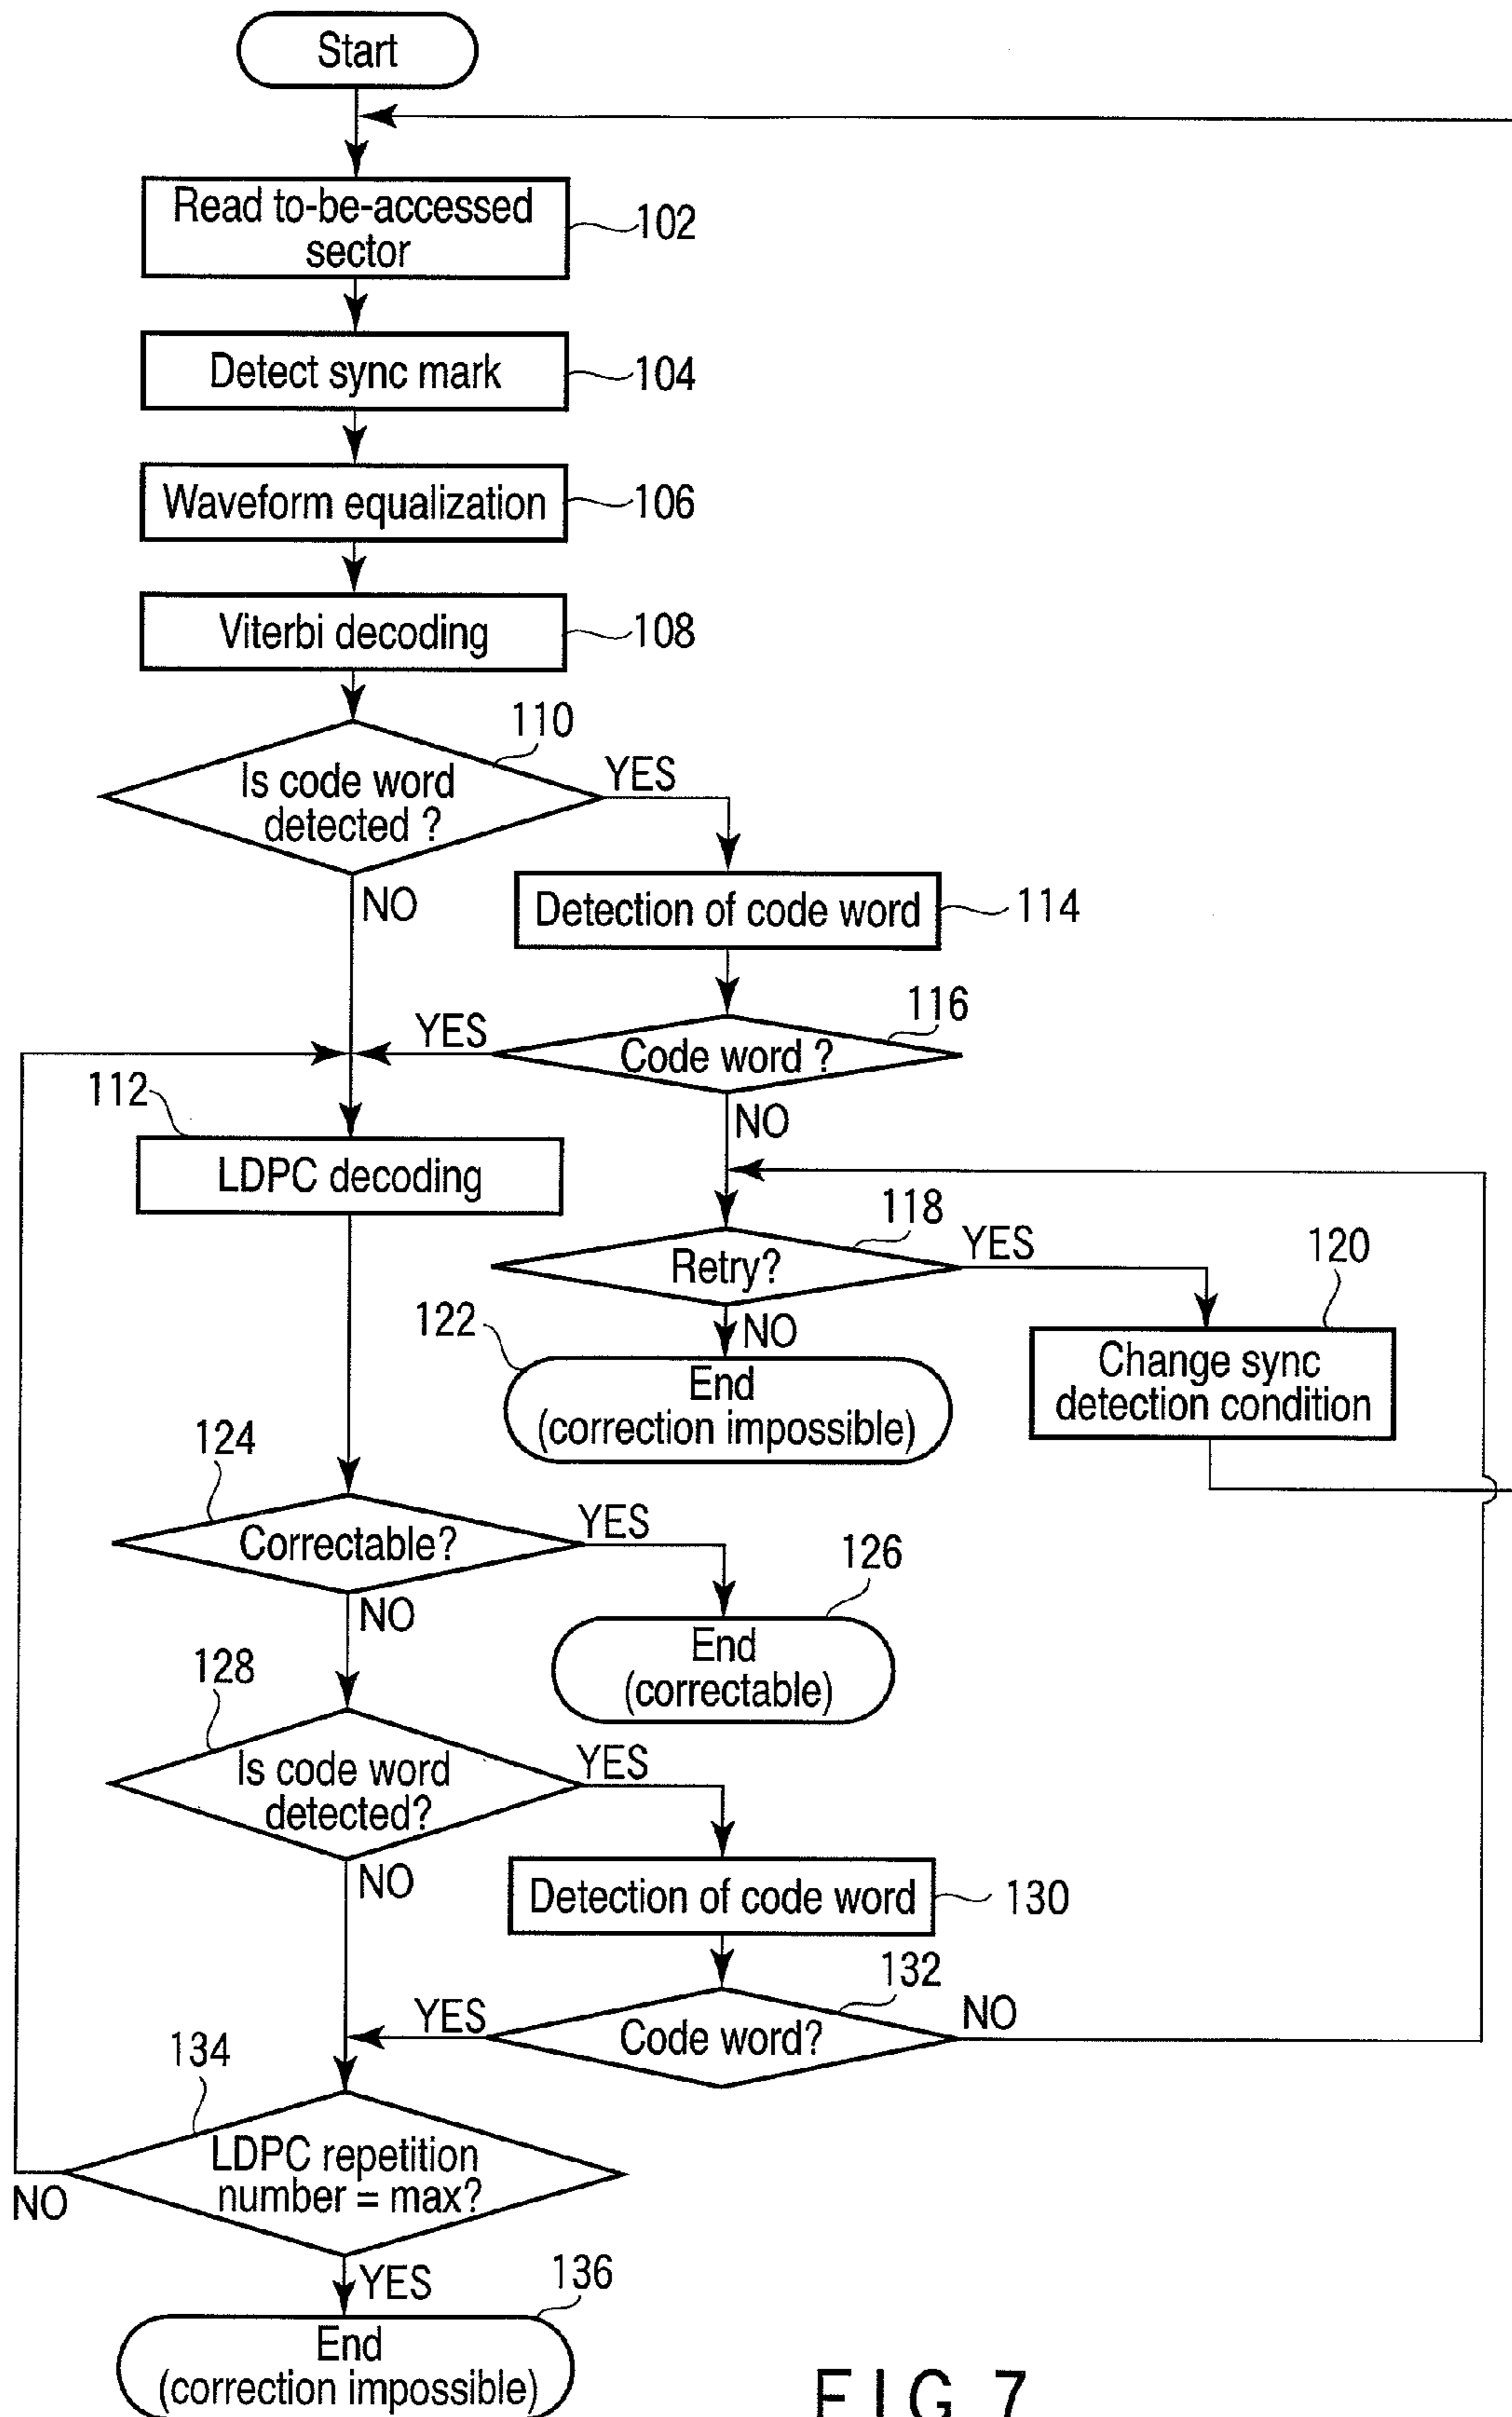 Start
Read to-be-accessed
sector
102
Detect sync mark
104
Waveform equalization
106
Viterbi decoding
108
110
Is code word
detected ?
YES
NO
Detection of code word
114
116
Code word ?
YES
NO
112
LDPC decoding
118
Retry?
YES
NO
120
Change sync
detection condition
122
End
(correction impossible)
124
Correctable?
YES
NO
126
End
(correctable)
128
Is code word
detected?
YES
NO
Detection of code word
130
132
Code word?
YES
NO
134
LDPC repetition
number = max?
NO
YES
136
End
(correction impossible)
FIG. 7